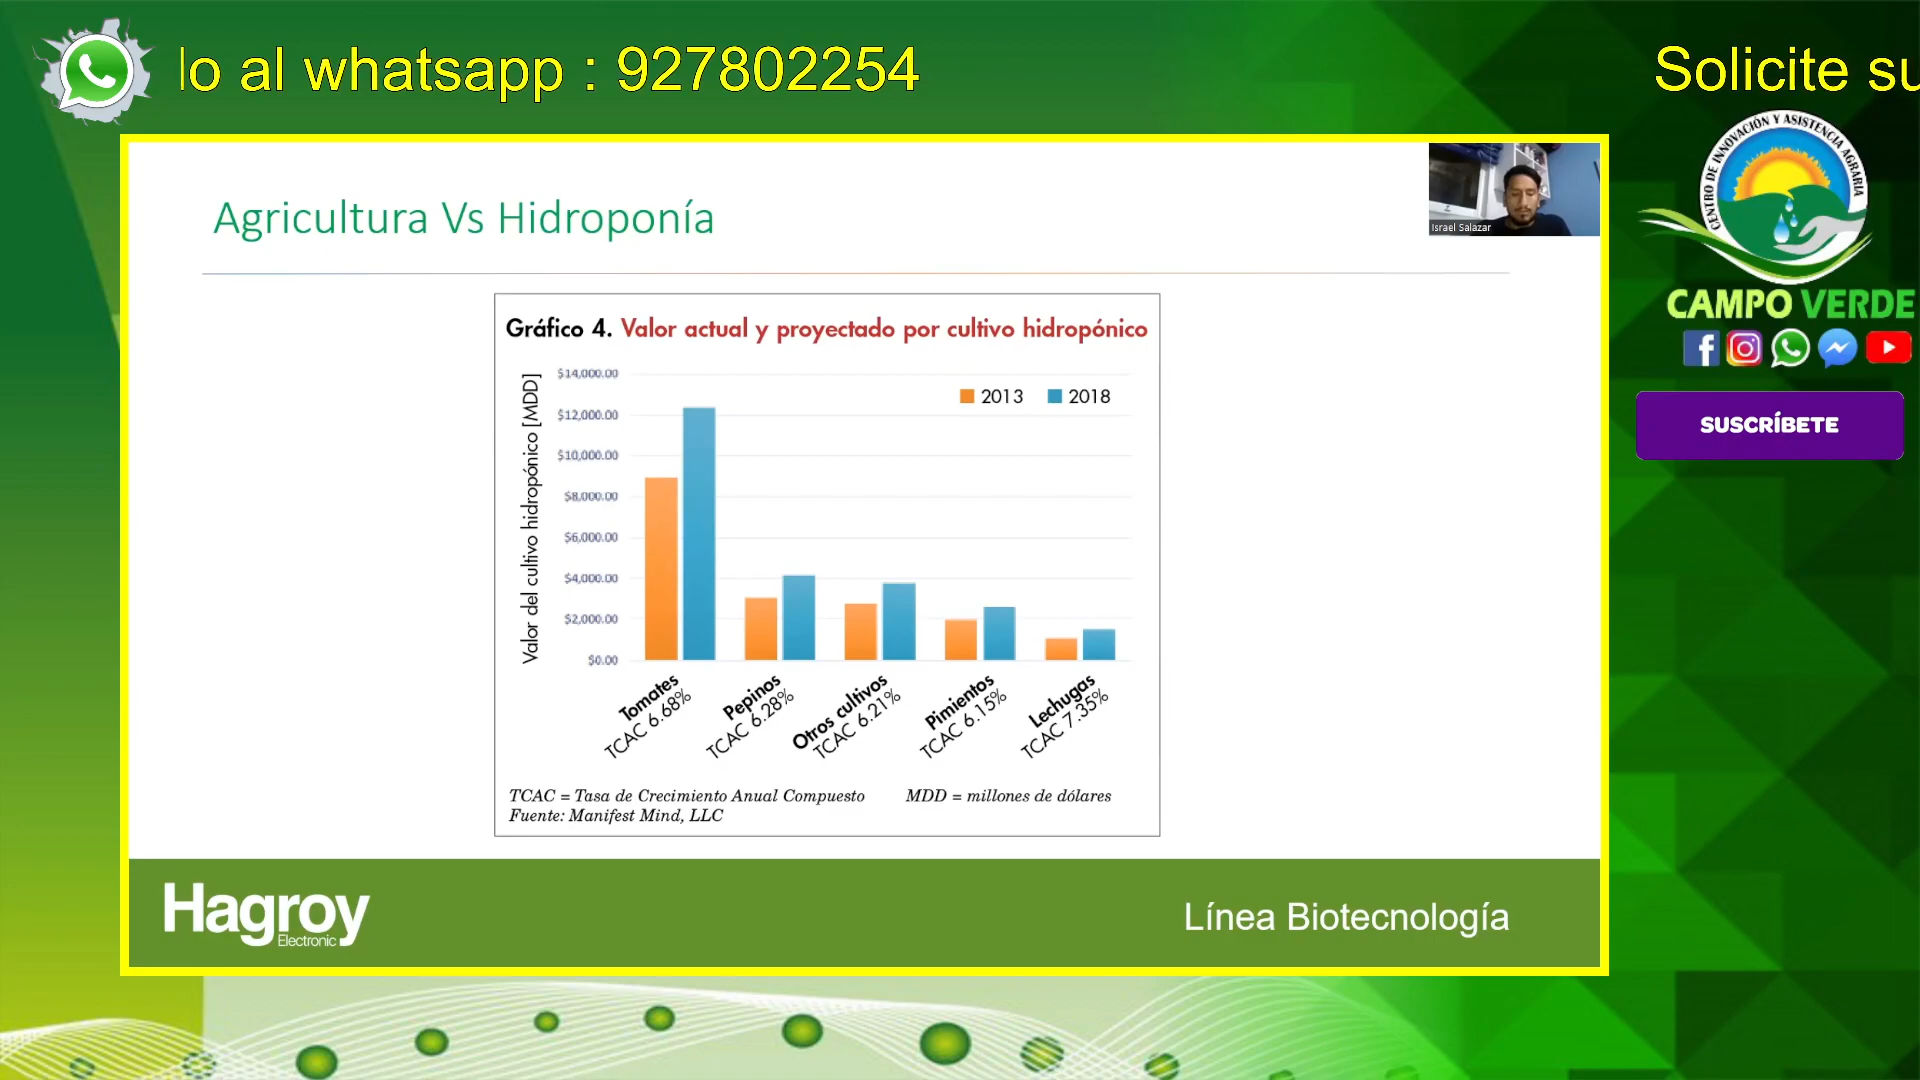 lo al whatsapp : 927802254
Solicite su
CENTRO DE INNOVACIÓN Y ASISTENCIA AGRARIA
CAMPO VERDE
SUSCRÍBETE
Israel Salazar
Agricultura Vs Hidroponía
Gráfico 4. Valor actual y proyectado por cultivo hidropónico
Valor del cultivo hidropónico [MDD]
$14,000.00
$12,000.00
$10,000.00
$8,000.00
$6,000.00
$4,000.00
$2,000.00
$0.00
2013
2018
Tomates
TCAC 6.68%
Pepinos
TCAC 6.28%
Otros cultivos
TCAC 6.21%
Pimientos
TCAC 6.15%
Lechugas
TCAC 7.35%
TCAC = Tasa de Crecimiento Anual Compuesto
MDD = millones de dólares
Fuente: Manifest Mind, LLC
Hagroy
Electronic
Línea Biotecnología